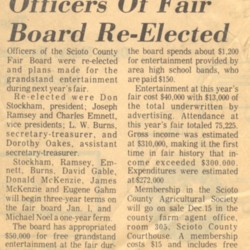 Officers Of Fair
Board Re-Elected
Officers of the Scioto County
Fair Board were re-elected
and plans made for the
grandstand entertainment
during next year's fair.
Re-elected were Don
Stockham, president; Joseph
Ramsey and Charles Emnett,
vice presidents; L. W. Burns,
secretary-treasurer, and
Dorothy Oakes, assistant
secretary-treasurer.
Stockham, Ramsey, Em-
nett, Burns, David Gable,
Donald McKenzie, James
McKenzie and Eugene Gahm
will begin three-year terms on
the fair board Jan. 1, and
Michael Noel a one-year term.
The board has appropriated
$50,000 for free grandstand
entertainment at the fair dur-
the board spends about $1,200
for entertainment provided by
area high school bands, who
are paid $150.
Entertainment at this year's
fair cost $40,000 with $13,000 of
the total underwritten by
advertising. Attendance at
this year's fair totaled 75,225.
Gross income was estimated
at $310,000, making it the first
time in fair history that in-
come exceeded $300,000.
Expenditures were estimated
at $272,000.
Membership in the Scioto
County Agricultural Society
will go on sale Dec. 15 in the
county farm agent office,
room 305, Scioto County
Courthouse. A membership
costs $15 and includes free